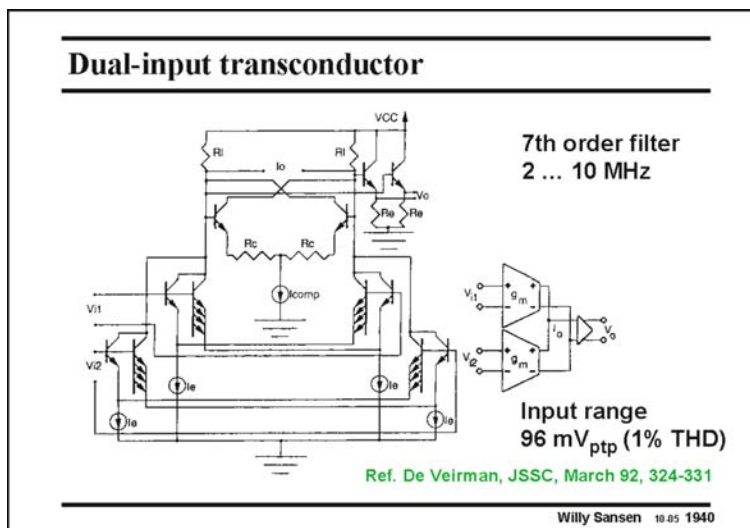 Dual-input transconductor
VCC
Rl
Io
Rl
Vo
Re
Re
Rc
Rc
Icomp
Vi1
Vi2
Ie
Ie
Ie
Ie
7th order filter
2 ... 10 MHz
Vi1
+
+
gm
-
-
io
Vo
Vi2
+
+
gm
-
-
Input range
96 mVptp (1% THD)
Ref. De Veirman, JSSC, March 92, 324-331
Willy Sansen 10-05 1940